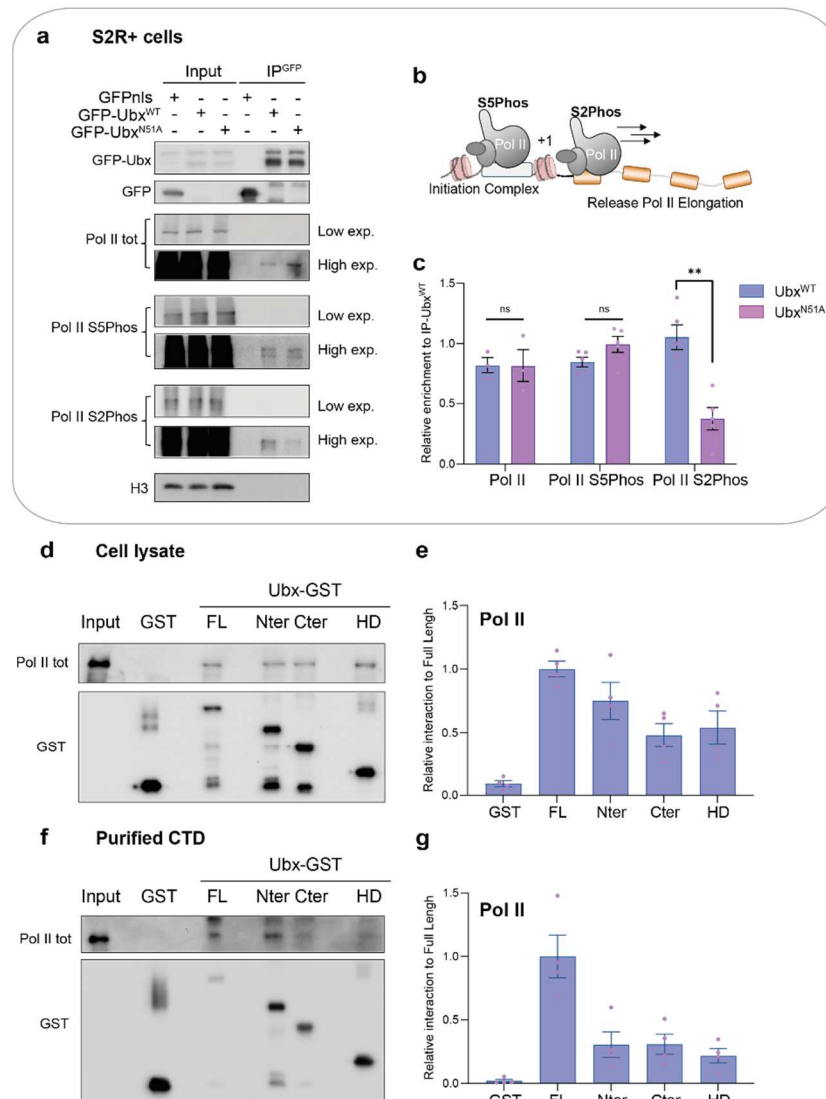 a S2R+ cells
Input IPGFP
GFPnls + - - + - -
GFP-UbxWT - + - - + -
GFP-UbxN51A - - + - - +
GFP-Ubx
GFP
Pol II tot
Low exp.
High exp.
Pol II S5Phos
Low exp.
High exp.
Pol II S2Phos
Low exp.
High exp.
H3
b
S5Phos S2Phos
Pol II +1 Pol II
Initiation Complex
Release Pol II Elongation
c
Relative enrichment to IP-UbxWT
1.5
1.0
0.5
0.0
ns ns **
UbxWT
UbxN51A
Pol II Pol II S5Phos Pol II S2Phos
d Cell lysate
Ubx-GST
Input GST FL Nter Cter HD
Pol II tot
GST
e
Pol II
Relative interaction to Full Lengh
1.5
1.0
0.5
0.0
GST FL Nter Cter HD
f Purified CTD
Ubx-GST
Input GST FL Nter Cter HD
Pol II tot
GST
g
Pol II
Relative interaction to Full Lengh
1.5
1.0
0.5
0.0
GST FL Nter Cter HD